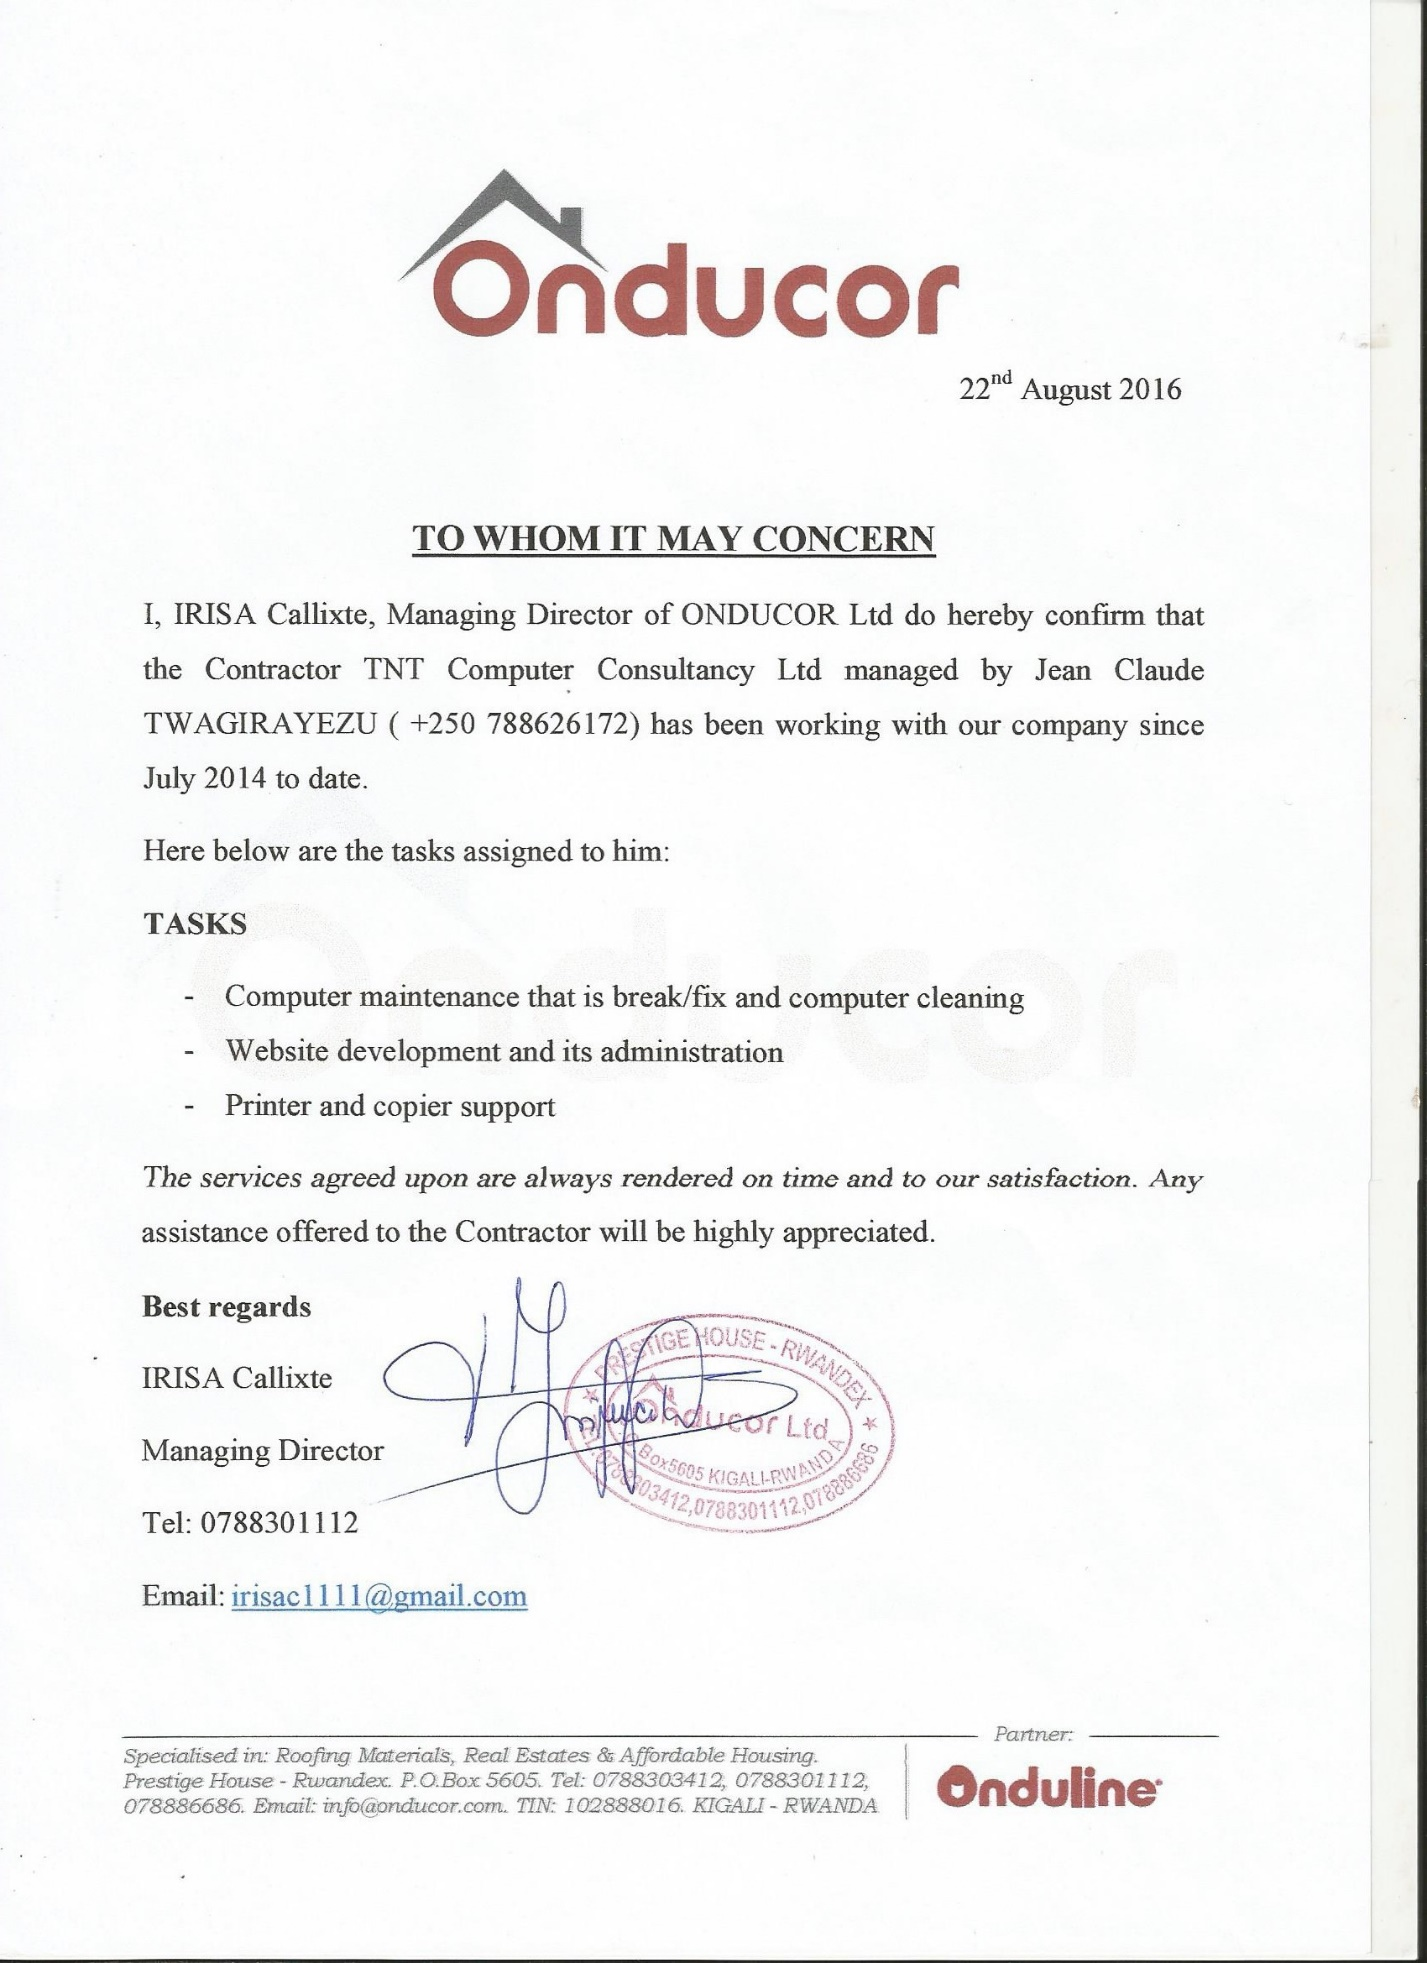 Onducor
22nd August 2016
TO WHOM IT MAY CONCERN
I, IRISA Callixte, Managing Director of ONDUCOR Ltd do hereby confirm that
the Contractor TNT Computer Consultancy Ltd managed by Jean Claude
TWAGIRAYEZU ( +250 788626172) has been working with our company since
July 2014 to date.
Here below are the tasks assigned to him:
TASKS
- Computer maintenance that is break/fix and computer cleaning
- Website development and its administration
- Printer and copier support
The services agreed upon are always rendered on time and to our satisfaction. Any
assistance offered to the Contractor will be highly appreciated.
Best regards
IRISA Callixte
Managing Director
Tel: 0788301112
Email: irisac1111@gmail.com
★ PRESTIGE HOUSE - RWANDEX ★
Onducor Ltd
Box5605 KIGALI-RWANDA
0788303412,0788301112,078886686
Partner:
Specialised in: Roofing Materials, Real Estates & Affordable Housing.
Prestige House - Rwandex. P.O.Box 5605. Tel: 0788303412, 0788301112,
078886686. Email: info@onducor.com. TIN: 102888016. KIGALI - RWANDA
Onduline